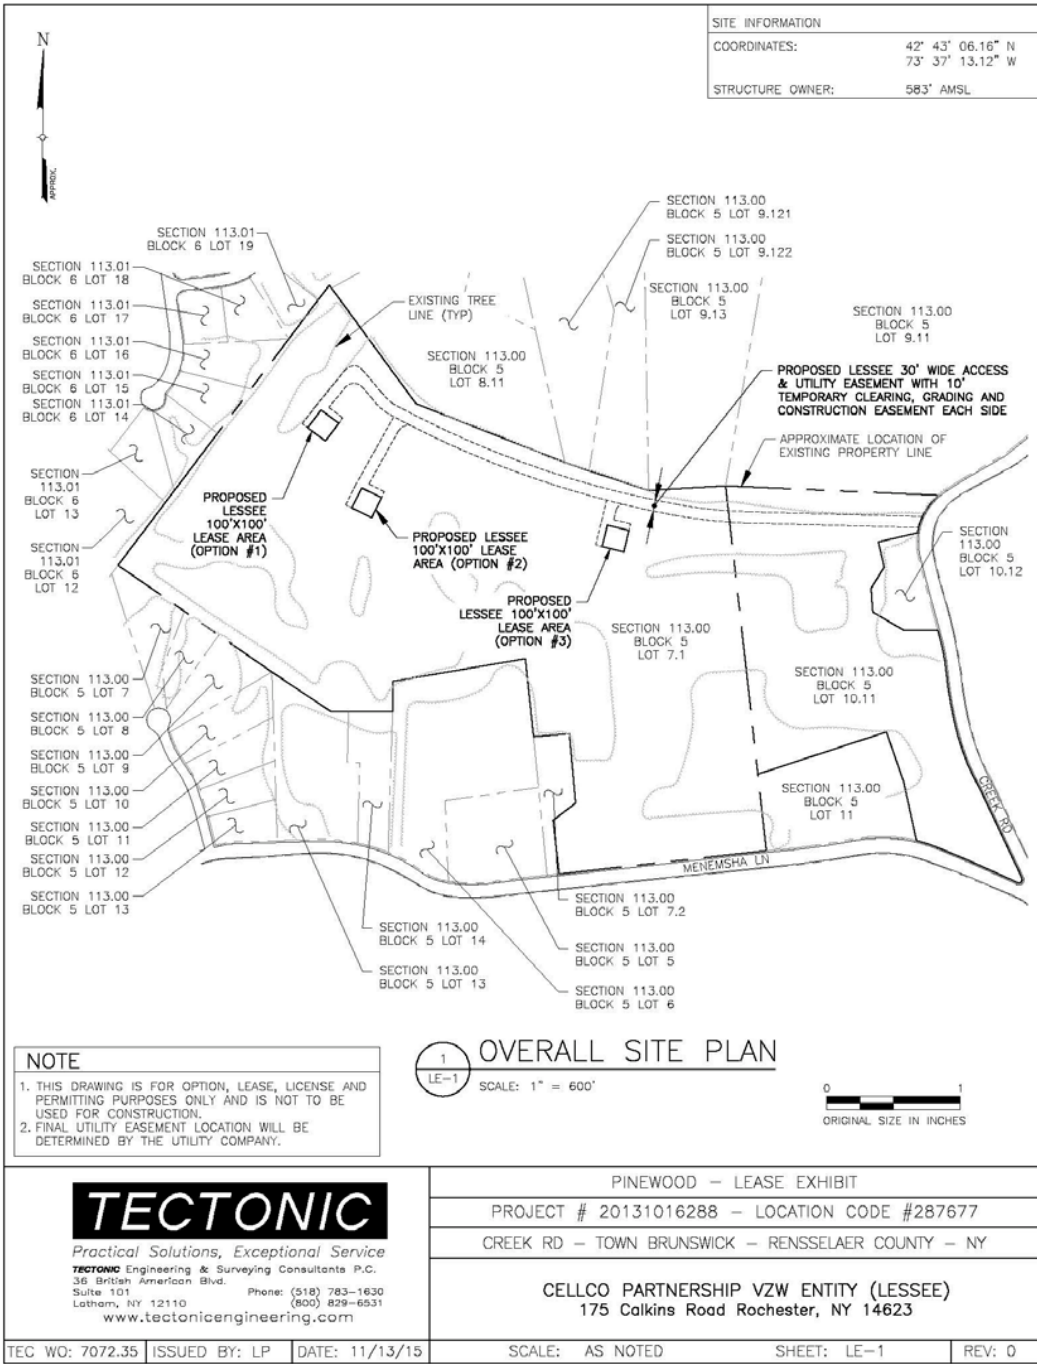 SITE INFORMATION
COORDINATES: 42° 43' 06.16" N
73° 37' 13.12" W
STRUCTURE OWNER: 583' AMSL
N
APPROX.
SECTION 113.00
BLOCK 5 LOT 9.121
SECTION 113.00
BLOCK 5 LOT 9.122
SECTION 113.01
BLOCK 6 LOT 19
SECTION 113.01
BLOCK 6 LOT 18
SECTION 113.01
BLOCK 6 LOT 17
SECTION 113.01
BLOCK 6 LOT 16
SECTION 113.01
BLOCK 6 LOT 15
SECTION 113.01
BLOCK 6 LOT 14
SECTION
113.01
BLOCK 6
LOT 13
SECTION
113.01
BLOCK 6
LOT 12
EXISTING TREE
LINE (TYP)
SECTION 113.00
BLOCK 5
LOT 8.11
SECTION 113.00
BLOCK 5
LOT 9.13
SECTION 113.00
BLOCK 5
LOT 9.11
PROPOSED LESSEE 30' WIDE ACCESS
& UTILITY EASEMENT WITH 10'
TEMPORARY CLEARING, GRADING AND
CONSTRUCTION EASEMENT EACH SIDE
APPROXIMATE LOCATION OF
EXISTING PROPERTY LINE
PROPOSED
LESSEE
100'X100'
LEASE AREA
(OPTION #1)
PROPOSED LESSEE
100'X100' LEASE
AREA (OPTION #2)
PROPOSED
LESSEE 100'X100'
LEASE AREA
(OPTION #3)
SECTION
113.00
BLOCK 5
LOT 10.12
SECTION 113.00
BLOCK 5
LOT 7.1
SECTION 113.00
BLOCK 5
LOT 10.11
SECTION 113.00
BLOCK 5
LOT 11
CREEK RD
MENEMSHA LN
SECTION 113.00
BLOCK 5 LOT 7
SECTION 113.00
BLOCK 5 LOT 8
SECTION 113.00
BLOCK 5 LOT 9
SECTION 113.00
BLOCK 5 LOT 10
SECTION 113.00
BLOCK 5 LOT 11
SECTION 113.00
BLOCK 5 LOT 12
SECTION 113.00
BLOCK 5 LOT 13
SECTION 113.00
BLOCK 5 LOT 14
SECTION 113.00
BLOCK 5 LOT 13
SECTION 113.00
BLOCK 5 LOT 7.2
SECTION 113.00
BLOCK 5 LOT 5
SECTION 113.00
BLOCK 5 LOT 6
NOTE
1. THIS DRAWING IS FOR OPTION, LEASE, LICENSE AND
PERMITTING PURPOSES ONLY AND IS NOT TO BE
USED FOR CONSTRUCTION.
2. FINAL UTILITY EASEMENT LOCATION WILL BE
DETERMINED BY THE UTILITY COMPANY.
1
LE-1
OVERALL SITE PLAN
SCALE: 1" = 600'
0 1
ORIGINAL SIZE IN INCHES
TECTONIC
Practical Solutions, Exceptional Service
TECTONIC Engineering & Surveying Consultants P.C.
36 British American Blvd.
Suite 101 Phone: (518) 783-1630
Latham, NY 12110 (800) 829-6531
www.tectonicengineering.com
PINEWOOD - LEASE EXHIBIT
PROJECT # 20131016288 - LOCATION CODE #287677
CREEK RD - TOWN BRUNSWICK - RENSSELAER COUNTY - NY
CELLCO PARTNERSHIP VZW ENTITY (LESSEE)
175 Calkins Road Rochester, NY 14623
TEC WO: 7072.35 ISSUED BY: LP DATE: 11/13/15 SCALE: AS NOTED SHEET: LE-1 REV: 0